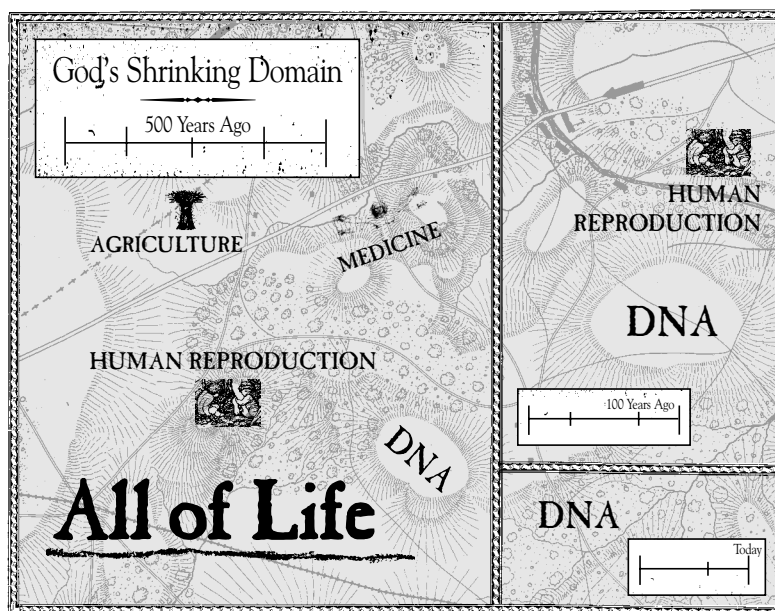 God's Shrinking Domain
500 Years Ago
AGRICULTURE
MEDICINE
HUMAN REPRODUCTION
DNA
All of Life
HUMAN
REPRODUCTION
DNA
100 Years Ago
DNA
Today